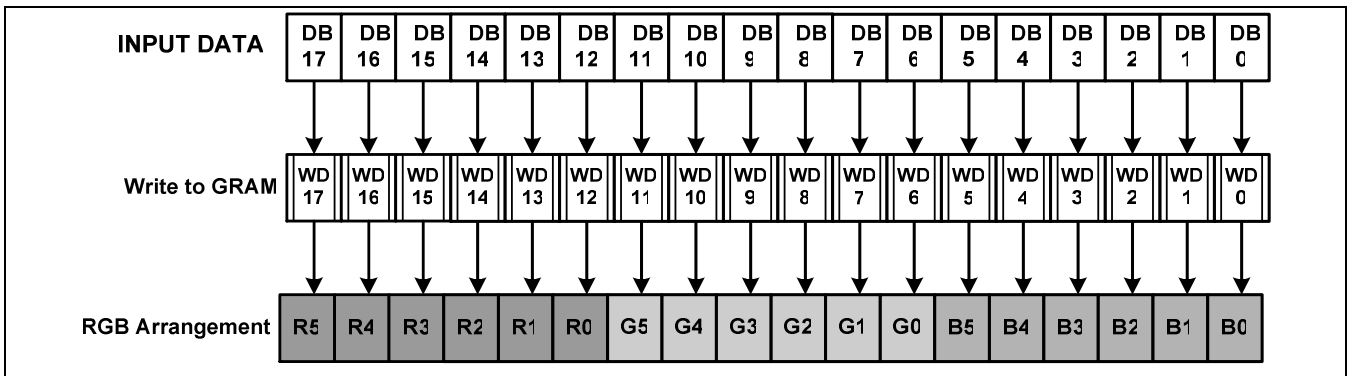 INPUT DATA DB 17 DB 16 DB 15 DB 14 DB 13 DB 12 DB 11 DB 10 DB 9 DB 8 DB 7 DB 6 DB 5 DB 4 DB 3 DB 2 DB 1 DB 0
Write to GRAM WD 17 WD 16 WD 15 WD 14 WD 13 WD 12 WD 11 WD 10 WD 9 WD 8 WD 7 WD 6 WD 5 WD 4 WD 3 WD 2 WD 1 WD 0
RGB Arrangement R5 R4 R3 R2 R1 R0 G5 G4 G3 G2 G1 G0 B5 B4 B3 B2 B1 B0